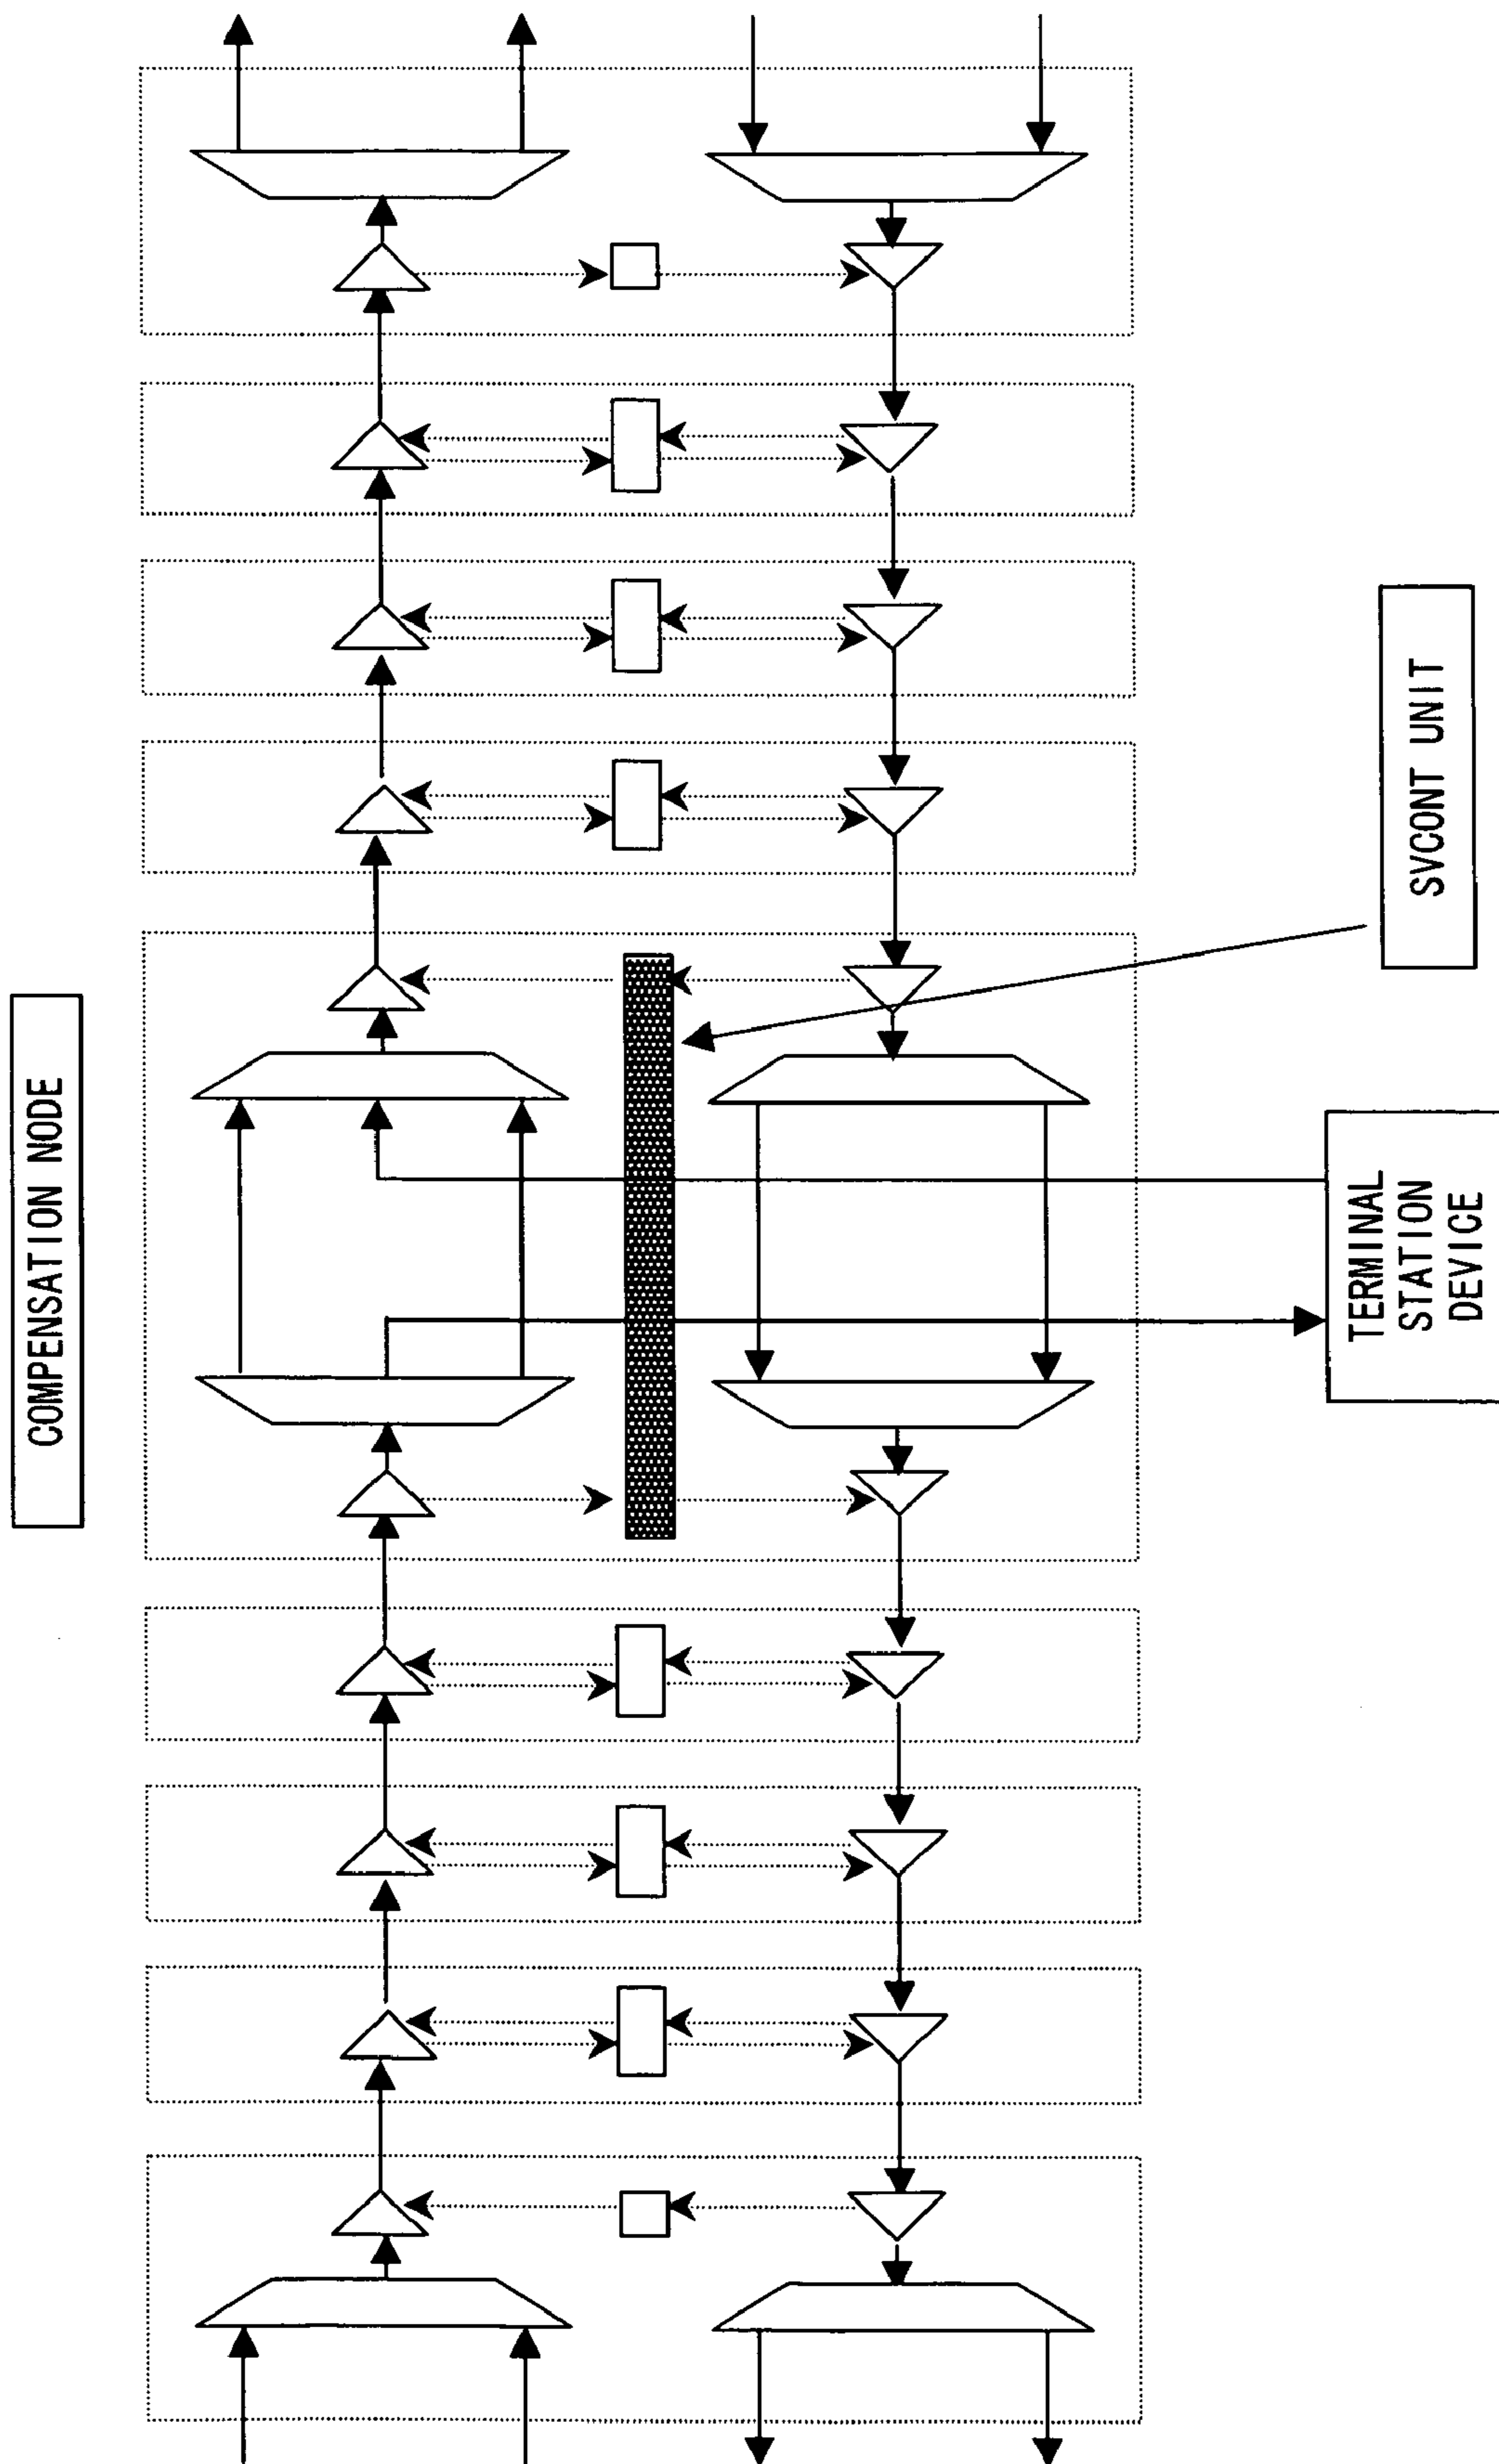 COMPENSATION NODE
SVCONT UNIT
TERMINAL
STATION
DEVICE